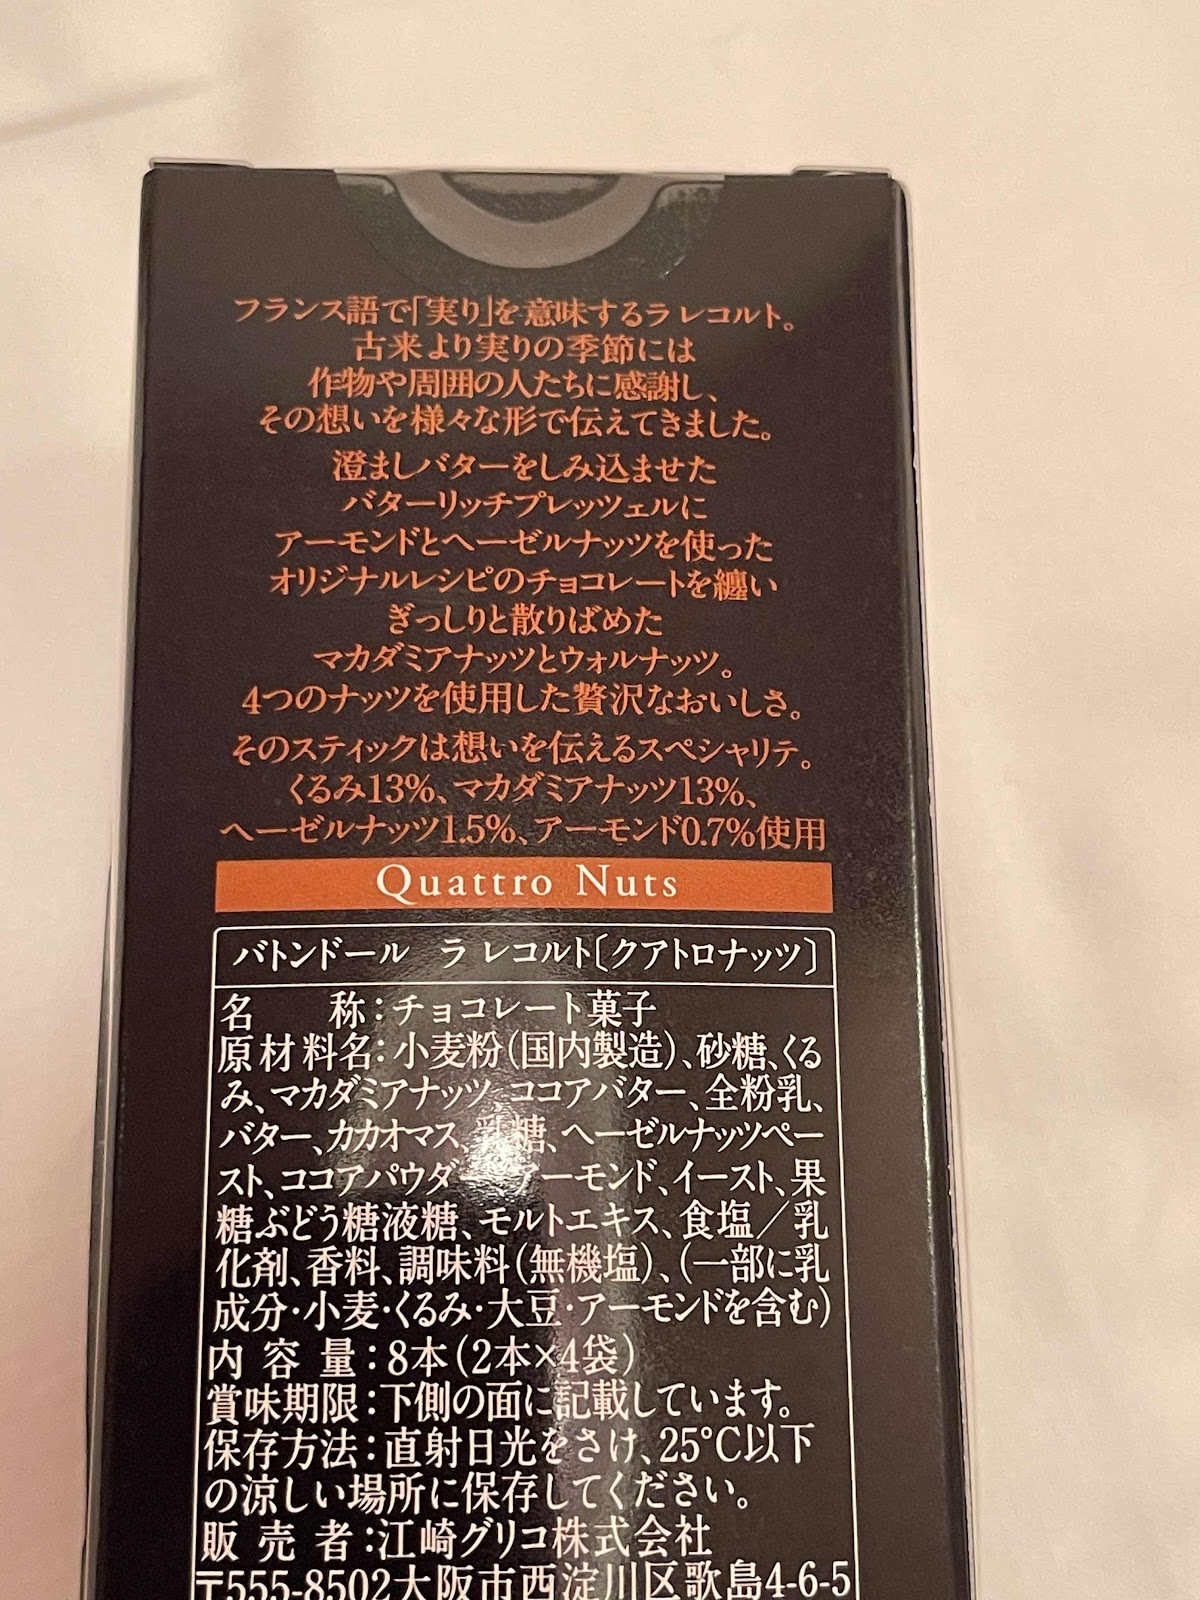 フランス語で「実り」を意味するラ レコルト。
古来より実りの季節には
作物や周囲の人たちに感謝し、
その想いを様々な形で伝えてきました。
澄ましバターをしみ込ませた
バターリッチプレッツェルに
アーモンドとヘーゼルナッツを使った
オリジナルレシピのチョコレートを纏い
ぎっしりと散りばめた
マカダミアナッツとウォルナッツ。
4つのナッツを使用した贅沢なおいしさ。
そのスティックは想いを伝えるスペシャリテ。
くるみ13%、マカダミアナッツ13%、
ヘーゼルナッツ1.5%、アーモンド0.7%使用
Quattro Nuts
バトンドール ラ レコルト〔クアトロナッツ〕
名 称：チョコレート菓子
原材料名：小麦粉（国内製造）、砂糖、くる
み、マカダミアナッツ、ココアバター、全粉乳、
バター、カカオマス、乳糖、ヘーゼルナッツペー
スト、ココアパウダ アーモンド、イースト、果
糖ぶどう糖液糖、モルトエキス、食塩／乳
化剤、香料、調味料（無機塩）、（一部に乳
成分・小麦・くるみ・大豆・アーモンドを含む）
内容量：8本（2本×4袋）
賞味期限：下側の面に記載しています。
保存方法：直射日光をさけ、25℃以下
の涼しい場所に保存してください。
販売者：江崎グリコ株式会社
〒555-8502大阪市西淀川区歌島4-6-5